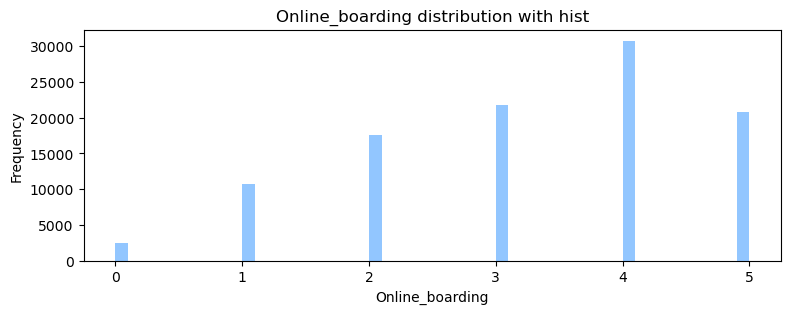 Online_boarding distribution with hist
30000
25000
20000
15000
10000
5000
0
Frequency
0 1 2 3 4 5
Online_boarding